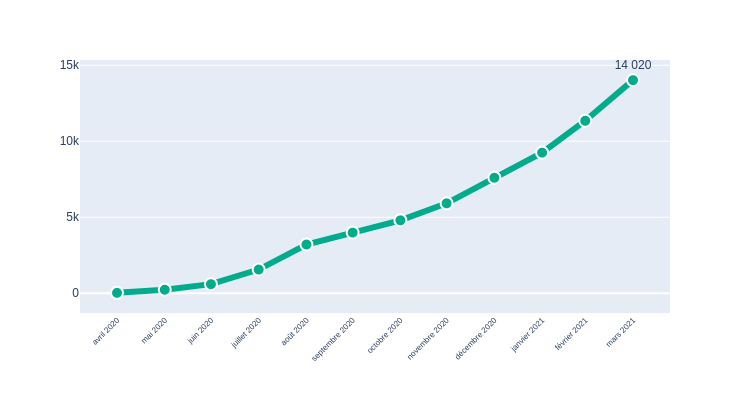 15k
14 020
10k
5k
0
avril 2020
mai 2020
juin 2020
juillet 2020
août 2020
septembre 2020
octobre 2020
novembre 2020
décembre 2020
janvier 2021
février 2021
mars 2021